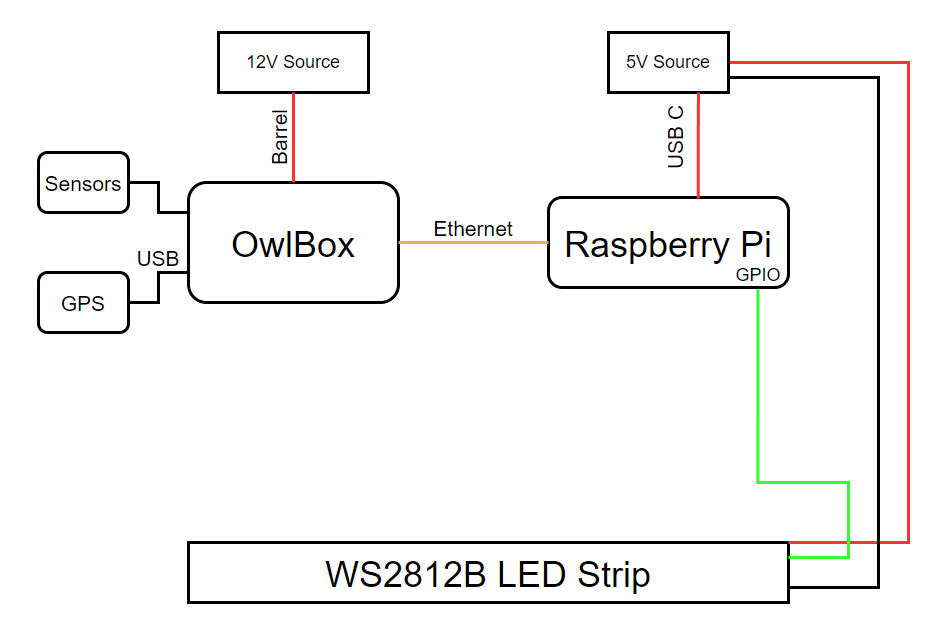 12V Source
5V Source
Barrel
USB C
Sensors
OwlBox
Ethernet
Raspberry Pi
GPIO
USB
GPS
WS2812B LED Strip